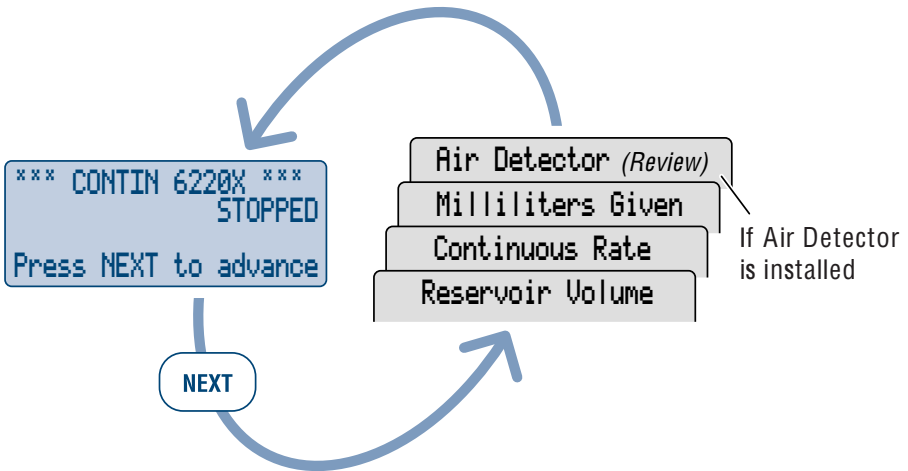 *** CONTIN 6220X ***
STOPPED
Press NEXT to advance
NEXT
Air Detector (Review)
Milliliters Given
Continuous Rate
Reservoir Volume
If Air Detector
is installed